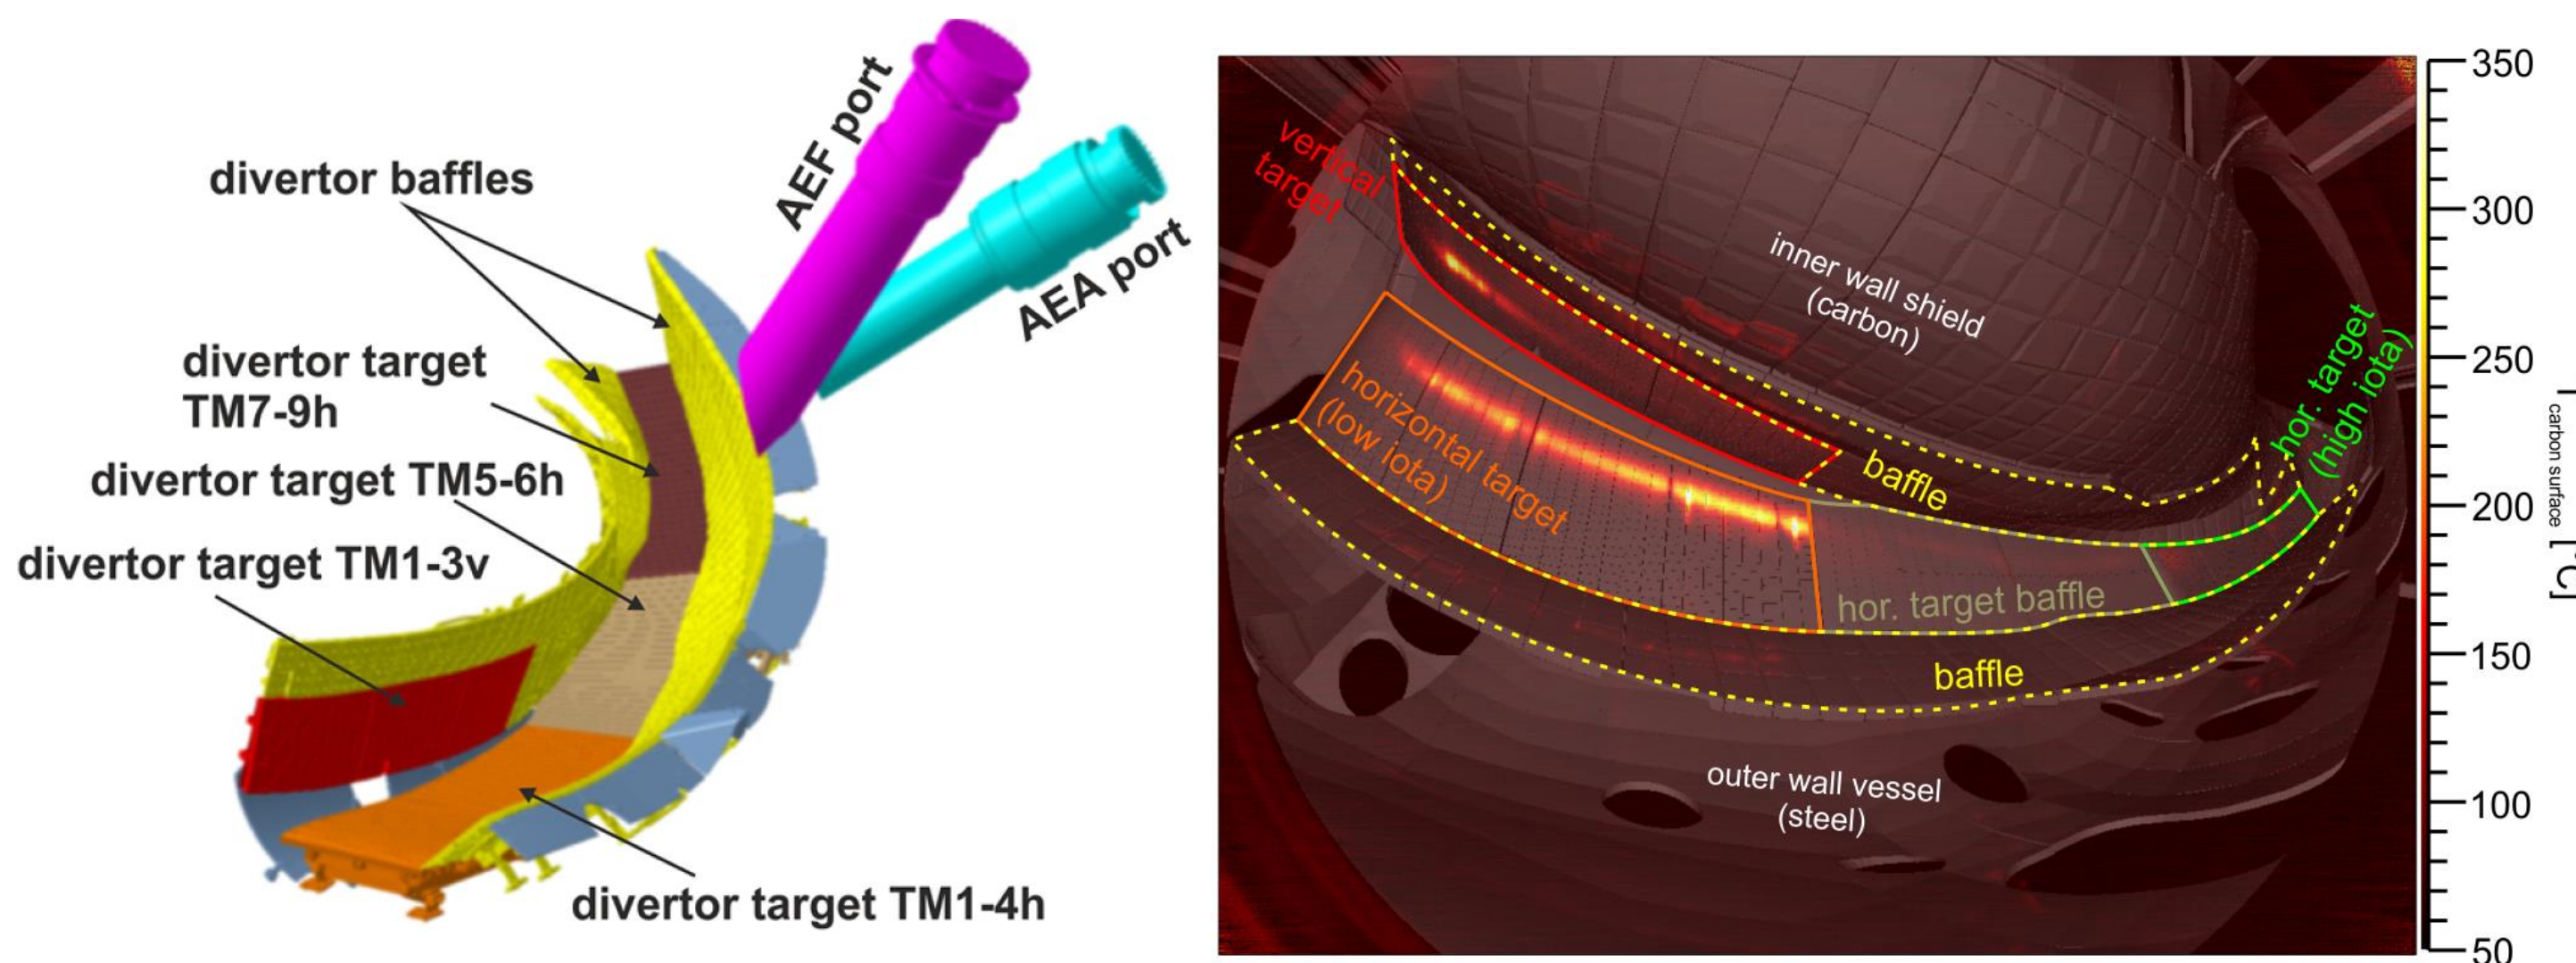 AEF port
AEA port
divertor baffles
divertor target
TM7-9h
divertor target TM5-6h
divertor target TM1-3v
divertor target TM1-4h
vertical
target
inner wall shield
(carbon)
hor. target
(high iota)
horizontal target
(low iota)
baffle
hor. target baffle
baffle
outer wall vessel
(steel)
350
300
250
200
150
100
50
carbon surface [°C]